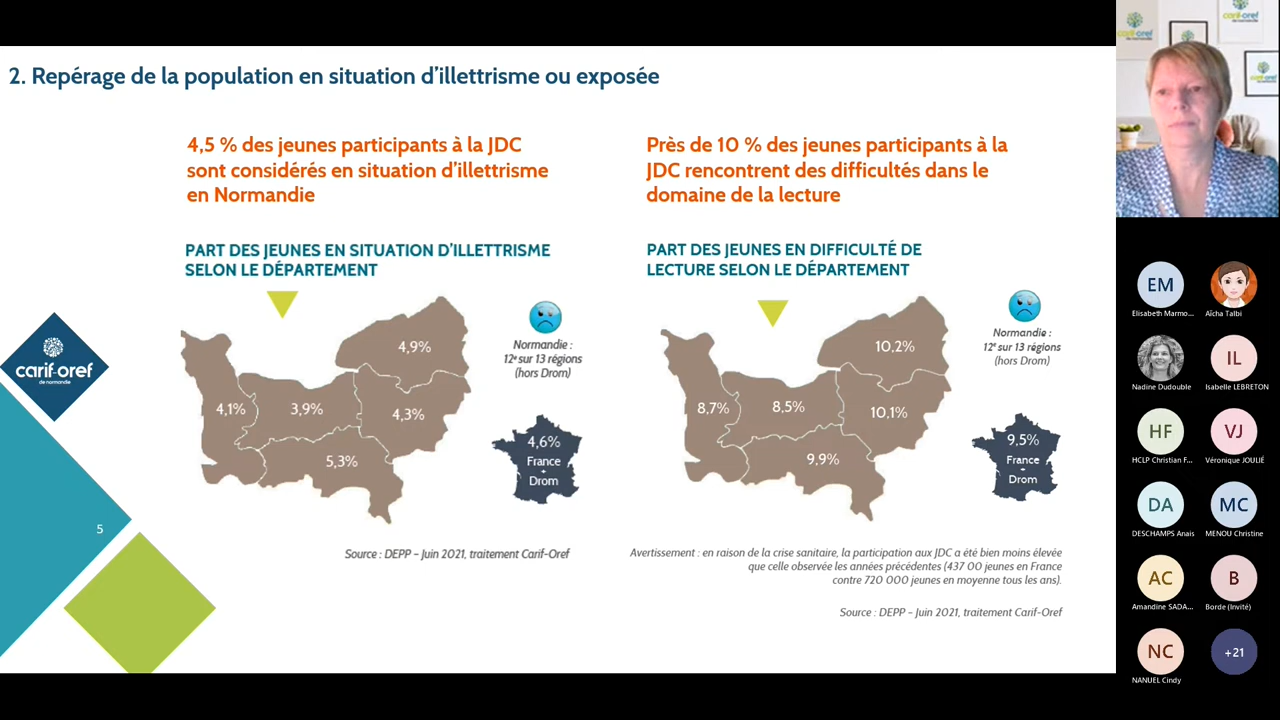 2. Repérage de la population en situation d'illettrisme ou exposée
4,5 % des jeunes participants à la JDC
sont considérés en situation d'illettrisme
en Normandie
PART DES JEUNES EN SITUATION D'ILLETTRISME
SELON LE DÉPARTEMENT
4,9%
4,1%
3,9%
4,3%
5,3%
Normandie :
12e sur 13 régions
(hors Drom)
4,6%
France
+
Drom
Source : DEPP – Juin 2021, traitement Carif-Oref
Près de 10 % des jeunes participants à la
JDC rencontrent des difficultés dans le
domaine de la lecture
PART DES JEUNES EN DIFFICULTÉ DE
LECTURE SELON LE DÉPARTEMENT
10,2%
8,7%
8,5%
10,1%
9,9%
Normandie :
12e sur 13 régions
(hors Drom)
9,5%
France
+
Drom
Avertissement : en raison de la crise sanitaire, la participation aux JDC a été bien moins élevée
que celle observée les années précédentes (437 00 jeunes en France
contre 720 000 jeunes en moyenne tous les ans).
Source : DEPP – Juin 2021, traitement Carif-Oref
carif-oref
de normandie
5
carif-oref
de normandie
EM
Elisabeth Marmo...
Aïcha Talbi
Nadine Dudouble
IL
Isabelle LEBRETON
HF
HCLP Christian F...
VJ
Véronique JOULIÉ
DA
DESCHAMPS Anais
MC
MENOU Christine
AC
Amandine SADA...
B
Borde (Invité)
NC
NANUEL Cindy
+21